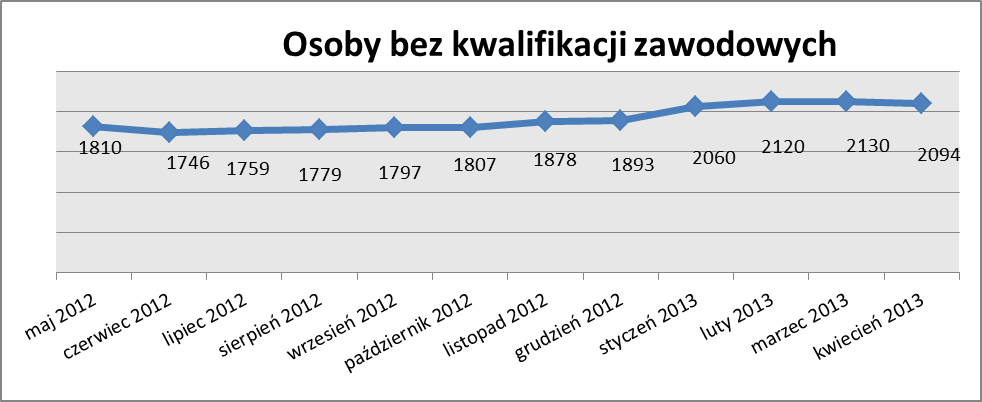 Osoby bez kwalifikacji zawodowych
1810
1746
1759
1779
1797
1807
1878
1893
2060
2120
2130
2094
maj 2012
czerwiec 2012
lipiec 2012
sierpień 2012
wrzesień 2012
październik 2012
listopad 2012
grudzień 2012
styczeń 2013
luty 2013
marzec 2013
kwiecień 2013